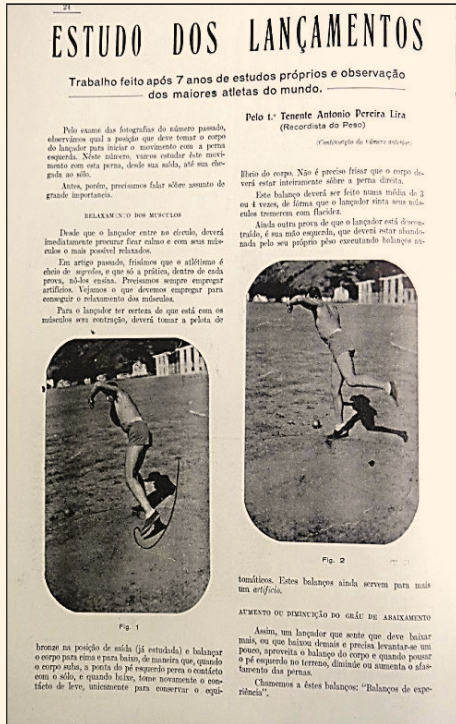 24
ESTUDO DOS LANÇAMENTOS
Trabalho feito após 7 anos de estudos próprios e observação
dos maiores atletas do mundo.
Pelo 1.º Tenente Antonio Pereira Lira
(Recordista do Peso)
(Continuação do número anterior)
Pelo exame das fotografias do número passado,
observámos qual a posição que deve tomar o corpo
do lançador para iniciar o movimento com a perna
esquerda. Néste número, vamos estudar êste movi-
mento com esta perna, desde sua saída, até sua che-
gada ao sólo.
Antes, porém, precisamos falar sôbre assunto de
grande importancia.
RELAXAMENTO DOS MUSCULOS
Desde que o lançador entre no círculo, deverá
imediatamente procurar ficar calmo e com seus mús-
culos o mais possível relaxados.
Em artigo passado, frisámos que o atlétismo é
cheio de segredos, e que só a prática, dentro de cada
prova, nó-los ensina. Precisamos sempre empregar
artifícios. Vejamos o que devemos empregar para
conseguir o relaxamento dos músculos.
Para o lançador ter certeza de que está com os
músculos sem contração, deverá tomar a pelota de
Fig. 1
bronze na posição de saída (já estudada) e balançar
o corpo para cima e para baixo, de maneira que, quando
o corpo suba, a ponta do pé esquerdo perca o contácto
com o sólo, e quando baixe, tome novamente o con-
tácto de leve, unicamente para conservar o equi-
librio do corpo. Não é preciso frisar que o corpo de-
verá estar inteiramente sôbre a perna direita.
Este balanço deverá ser feito numa média de 3
ou 4 vezes, de fórma que o lançador sinta seus mús-
culos tremerem com flacidez.
Ainda outra prova de que o lançador está descon-
traído, é sua mão esquerda, que deverá estar abando-
nada pelo seu próprio pêso executando balanços au-
Fig. 2
tomáticos. Estes balanços ainda servem para mais
um artifício.
AUMENTO OU DIMINUIÇÃO DO GRÁU DE ABAIXAMENTO
Assim, um lançador que sente que deve baixar
mais, ou que baixou demais e precisa levantar-se um
pouco, aproveita o balanço do corpo e quando pousar
o pé esquerdo no terreno, diminúe ou aumenta o afas-
tamento das pernas.
Chamemos a êstes balanços: "Balanços de expe-
riência".